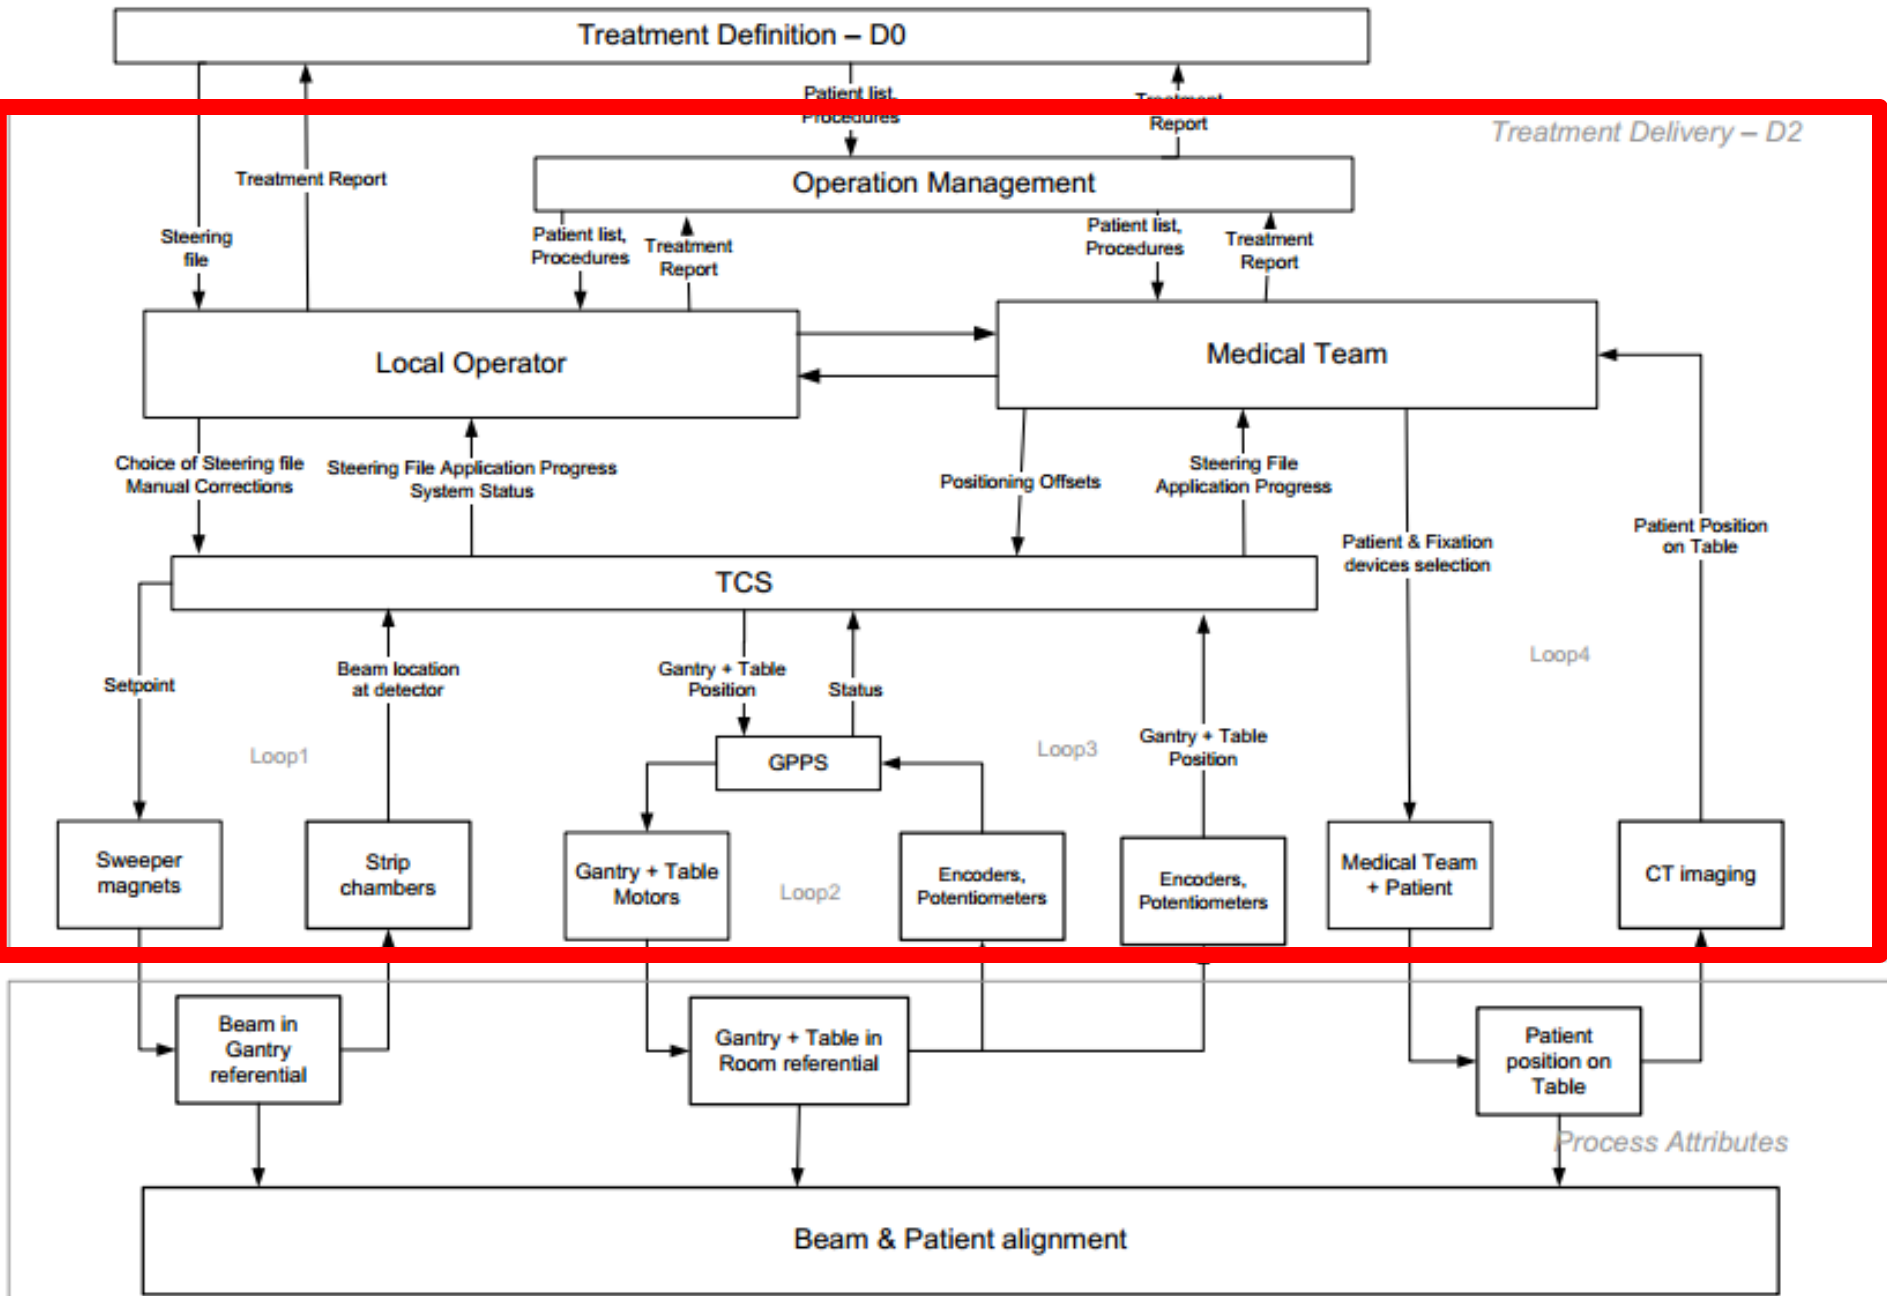 Treatment Definition – D0
Patient list,
Procedures
Treatment
Report
Treatment Delivery – D2
Treatment Report
Operation Management
Steering
file
Patient list,
Procedures
Treatment
Report
Patient list,
Procedures
Treatment
Report
Local Operator
Medical Team
Choice of Steering file
Manual Corrections
Steering File Application Progress
System Status
Positioning Offsets
Steering File
Application Progress
Patient & Fixation
devices selection
Patient Position
on Table
TCS
Setpoint
Beam location
at detector
Gantry + Table
Position
Status
Gantry + Table
Position
Loop4
Loop1
Loop3
GPPS
Sweeper
magnets
Strip
chambers
Gantry + Table
Motors
Loop2
Encoders,
Potentiometers
Encoders,
Potentiometers
Medical Team
+ Patient
CT imaging
Beam in
Gantry
referential
Gantry + Table in
Room referential
Patient
position on
Table
Process Attributes
Beam & Patient alignment